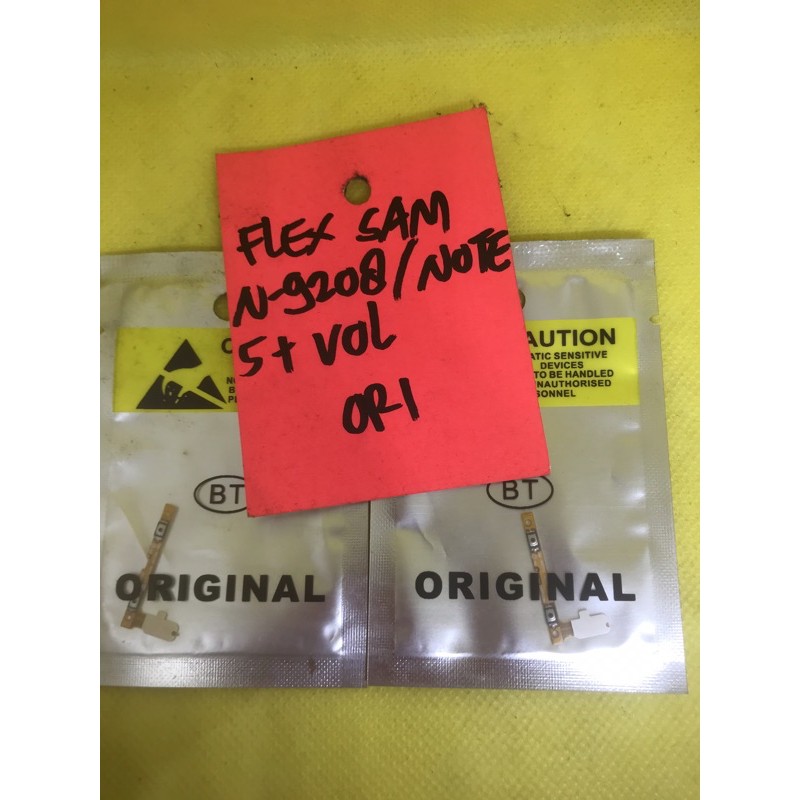 FLEX SAM
N-9208/NOTE
5+ VOL
ORI
AUTION
ATIC SENSITIVE
DEVICES
TO BE HANDLED
NAUTHORISED
SONNEL
BT
ORIGINAL
BT
ORIGINAL